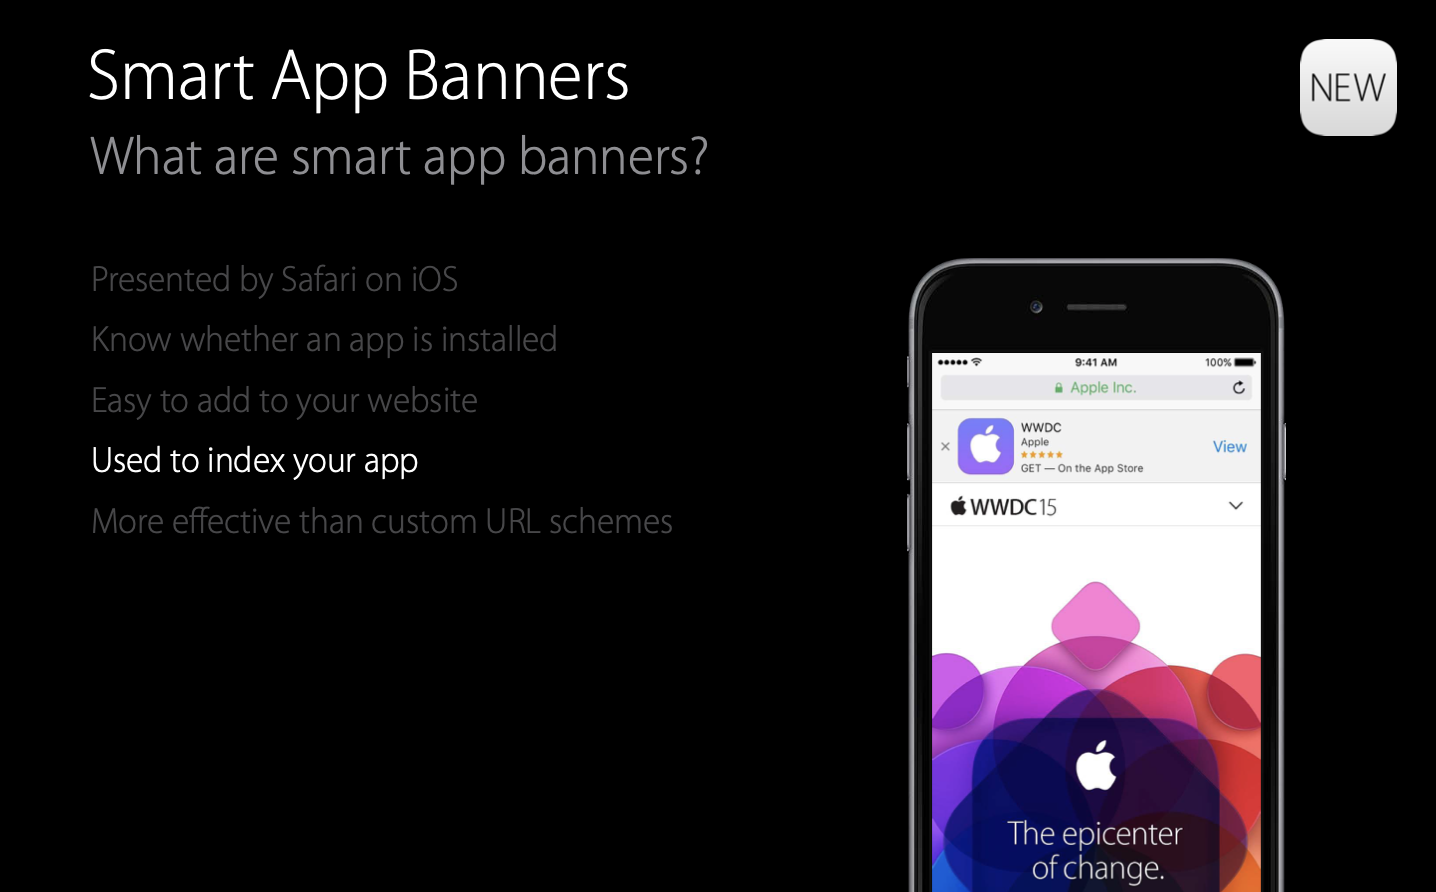 Smart App Banners
NEW
What are smart app banners?
Presented by Safari on iOS
Know whether an app is installed
Easy to add to your website
Used to index your app
More effective than custom URL schemes
9:41 AM
100%
Apple Inc.
WWDC
Apple
GET — On the App Store
View
WWDC15
The epicenter
of change.